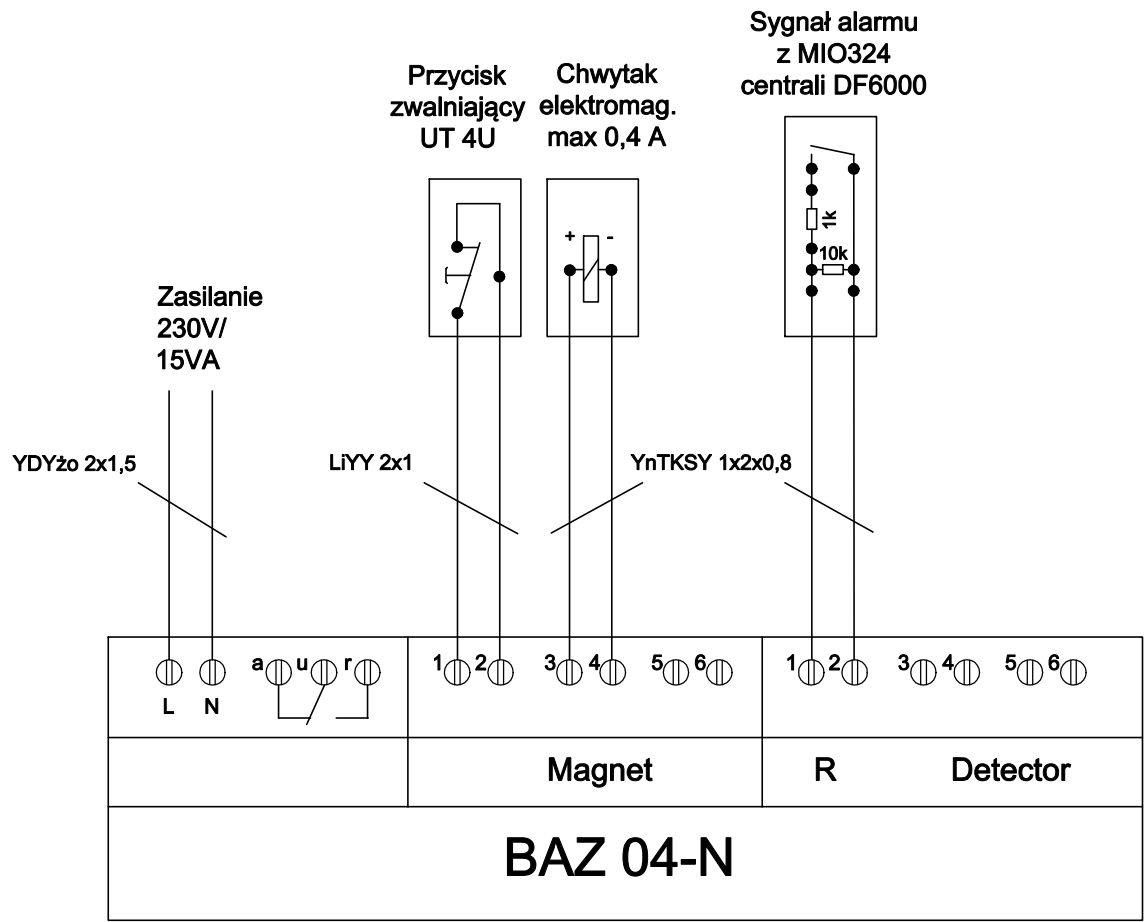 Sygnał alarmu
z MIO324
centrali DF6000
Przycisk
zwalniający
UT 4U
Chwytak
elektromag.
max 0,4 A
+ -
1k
10k
Zasilanie
230V/
15VA
YDYżo 2x1,5
LiYY 2x1
YnTKSY 1x2x0,8
a u r
1 2 3 4 5 6
1 2 3 4 5 6
L N
Magnet
R
Detector
BAZ 04-N